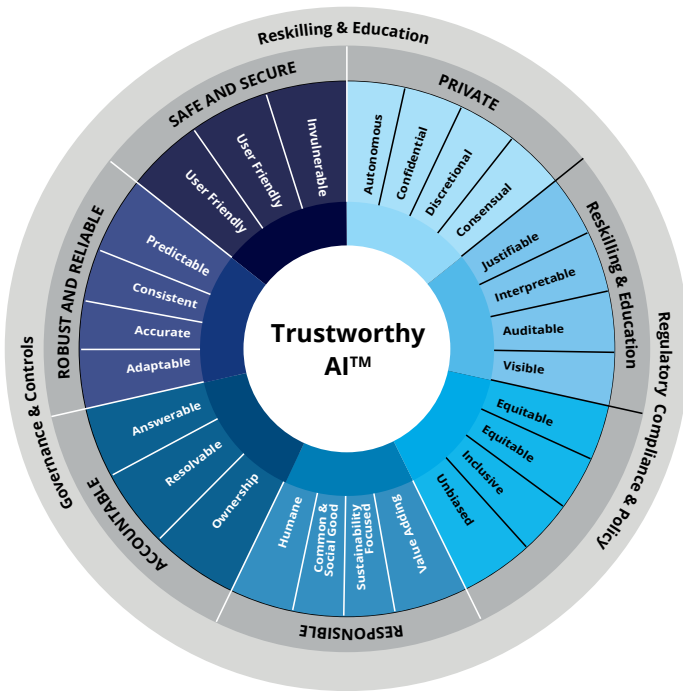 Reskilling & Education
SAFE AND SECURE
PRIVATE
User Friendly
User Friendly
Invulnerable
Autonomous
Confidential
Discretional
Consensual
Reskilling & Education
Justifiable
Interpretable
Auditable
Visible
Regulatory Compliance & Policy
Equitable
Equitable
Inclusive
Unbiased
RESPONSIBLE
Value Adding
Sustainability
Focused
Common &
Social Good
Humane
ACCOUNTABLE
Ownership
Resolvable
Answerable
Governance & Controls
ROBUST AND RELIABLE
Adaptable
Accurate
Consistent
Predictable
Trustworthy
AI™